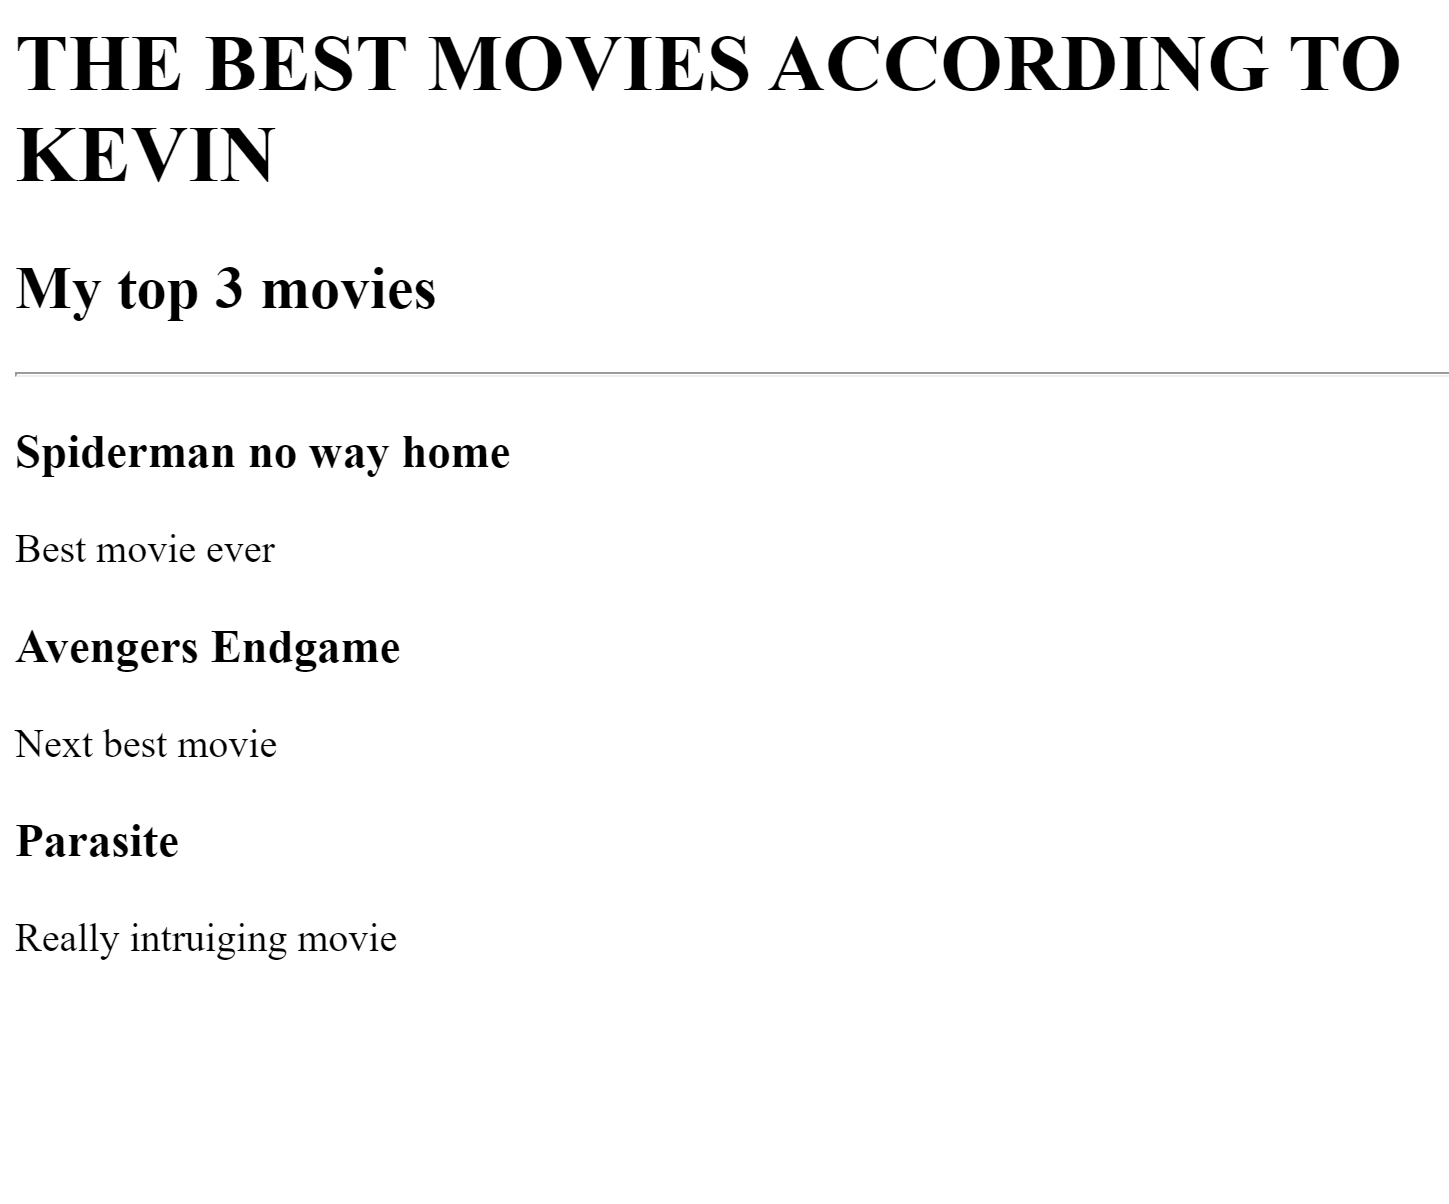 THE BEST MOVIES ACCORDING TO
KEVIN
My top 3 movies
Spiderman no way home
Best movie ever
Avengers Endgame
Next best movie
Parasite
Really intruiging movie